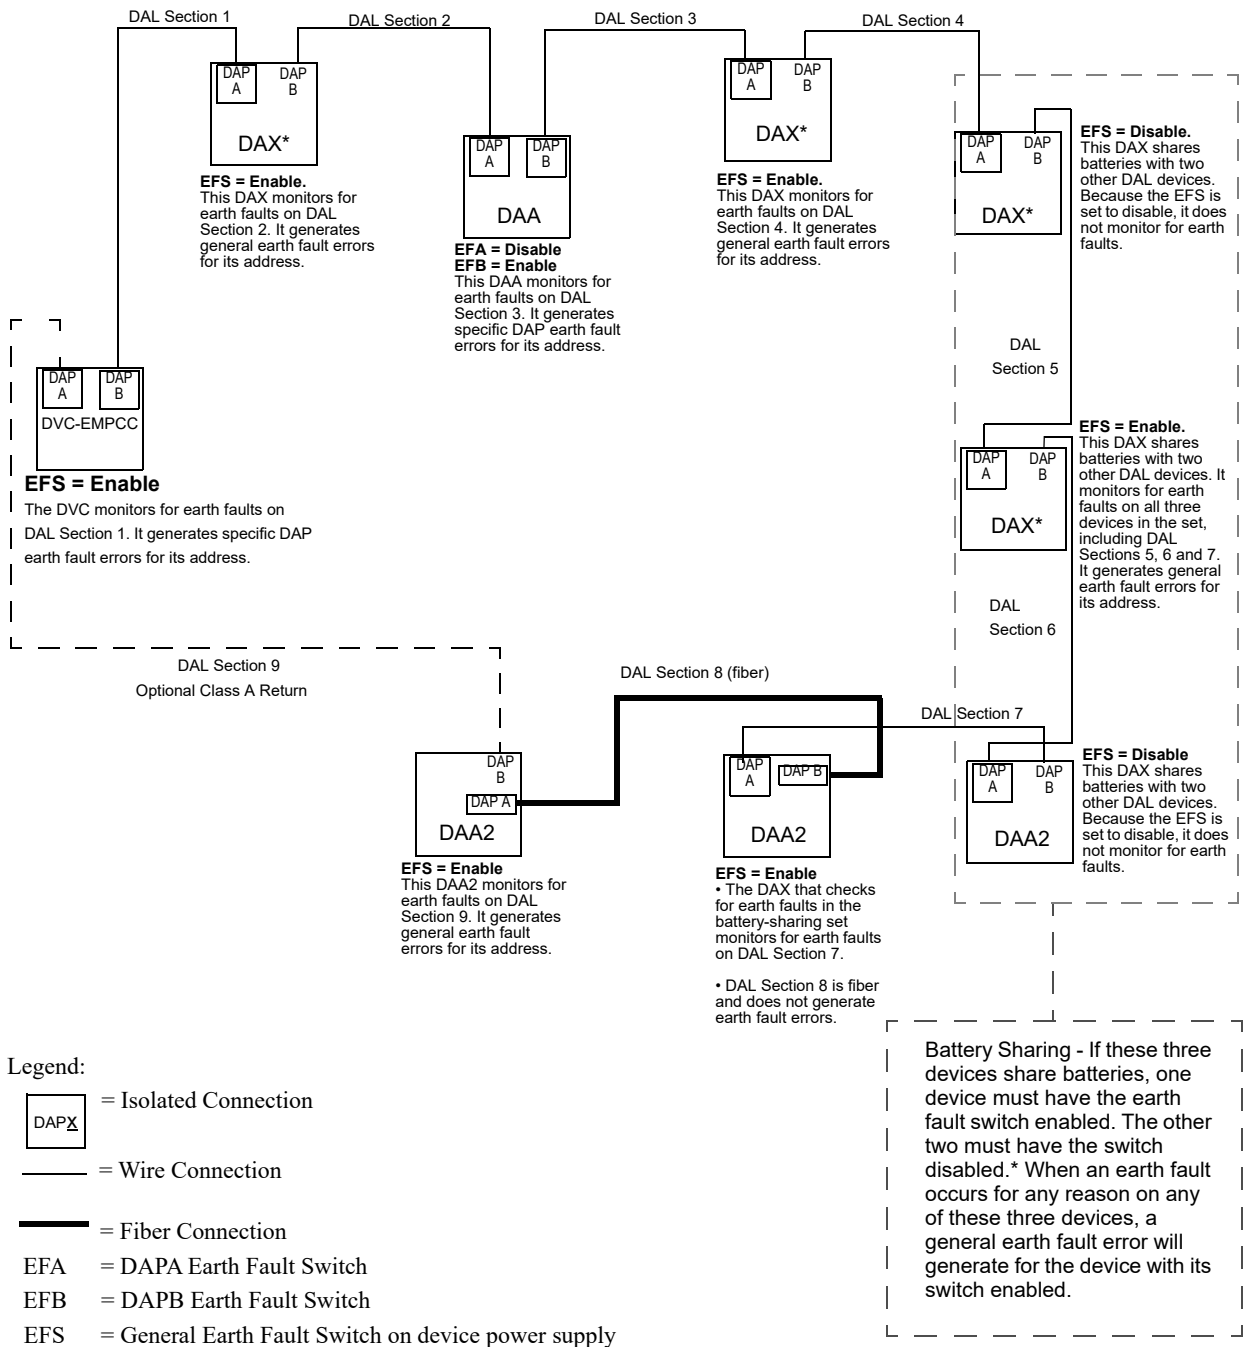 DAL Section 1
DAL Section 2
DAL Section 3
DAL Section 4
DAP
A
DAP
B
DAX*
EFS = Enable.
This DAX monitors for
earth faults on DAL
Section 2. It generates
general earth fault errors
for its address.
DAP
A
DAP
B
DAA
EFA = Disable
EFB = Enable
This DAA monitors for
earth faults on DAL
Section 3. It generates
specific DAP earth fault
errors for its address.
DAP
A
DAP
B
DAX*
EFS = Enable.
This DAX monitors for
earth faults on DAL
Section 4. It generates
general earth fault errors
for its address.
DAP
A
DAP
B
DAX*
EFS = Disable.
This DAX shares
batteries with two
other DAL devices.
Because the EFS is
set to disable, it does
not monitor for earth
faults.
DAL
Section 5
DAP
A
DAP
B
DVC-EMPCC
EFS = Enable
The DVC monitors for earth faults on
DAL Section 1. It generates specific DAP
earth fault errors for its address.
DAP
A
DAP
B
DAX*
EFS = Enable.
This DAX shares
batteries with two
other DAL devices. It
monitors for earth
faults on all three
devices in the set,
including DAL
Sections 5, 6 and 7.
It generates general
earth fault errors for
its address.
DAL
Section 6
DAL Section 9
Optional Class A Return
DAL Section 8 (fiber)
DAL Section 7
DAP
B
DAP A
DAA2
EFS = Enable
This DAA2 monitors for
earth faults on DAL
Section 9. It generates
general earth fault
errors for its address.
DAP
A
DAP B
DAA2
EFS = Enable
• The DAX that checks
for earth faults in the
battery-sharing set
monitors for earth faults
on DAL Section 7.
• DAL Section 8 is fiber
and does not generate
earth fault errors.
DAP
A
DAP
B
DAA2
EFS = Disable
This DAX shares
batteries with two
other DAL devices.
Because the EFS is
set to disable, it does
not monitor for earth
faults.
Battery Sharing - If these three
devices share batteries, one
device must have the earth
fault switch enabled. The other
two must have the switch
disabled.* When an earth fault
occurs for any reason on any
of these three devices, a
general earth fault error will
generate for the device with its
switch enabled.
Legend:
DAPX = Isolated Connection
= Wire Connection
= Fiber Connection
EFA = DAPA Earth Fault Switch
EFB = DAPB Earth Fault Switch
EFS = General Earth Fault Switch on device power supply